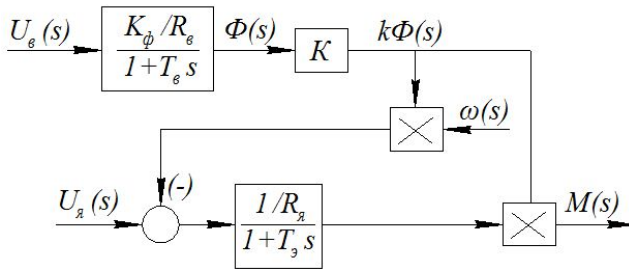 U_в(s)
K_ф/R_в
1+T_в s
Φ(s)
K
kΦ(s)
ω(s)
(-)
U_я(s)
1/R_я
1+T_э s
M(s)